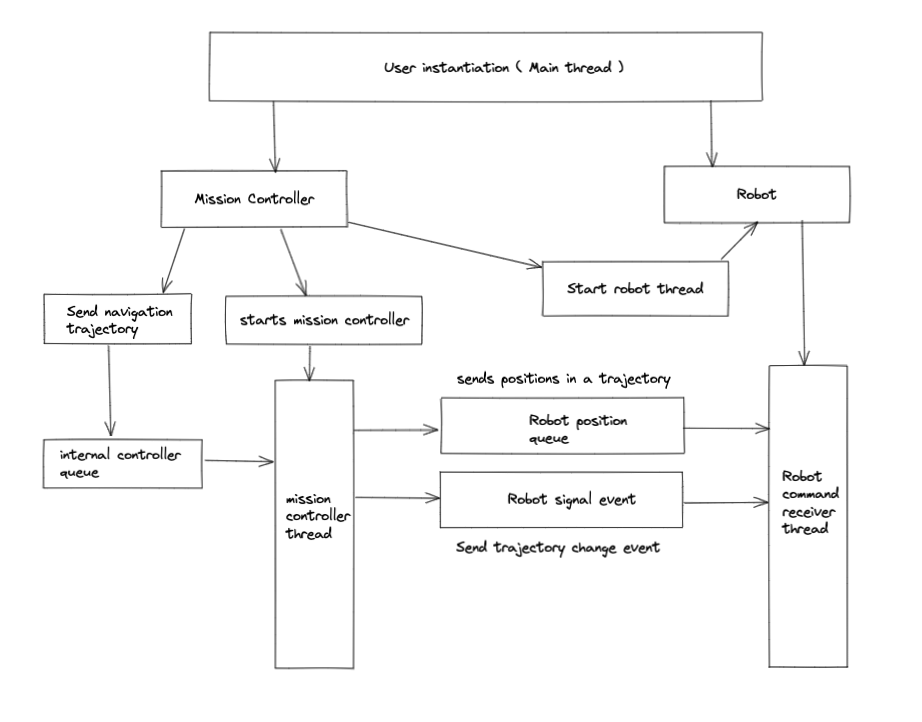 User instantiation ( Main thread )
Mission Controller
Robot
Start robot thread
Send navigation
trajectory
starts mission controller
sends positions in a trajectory
Robot position
queue
internal controller
queue
Robot signal event
mission
controller
thread
Robot
command
receiver
thread
Send trajectory change event